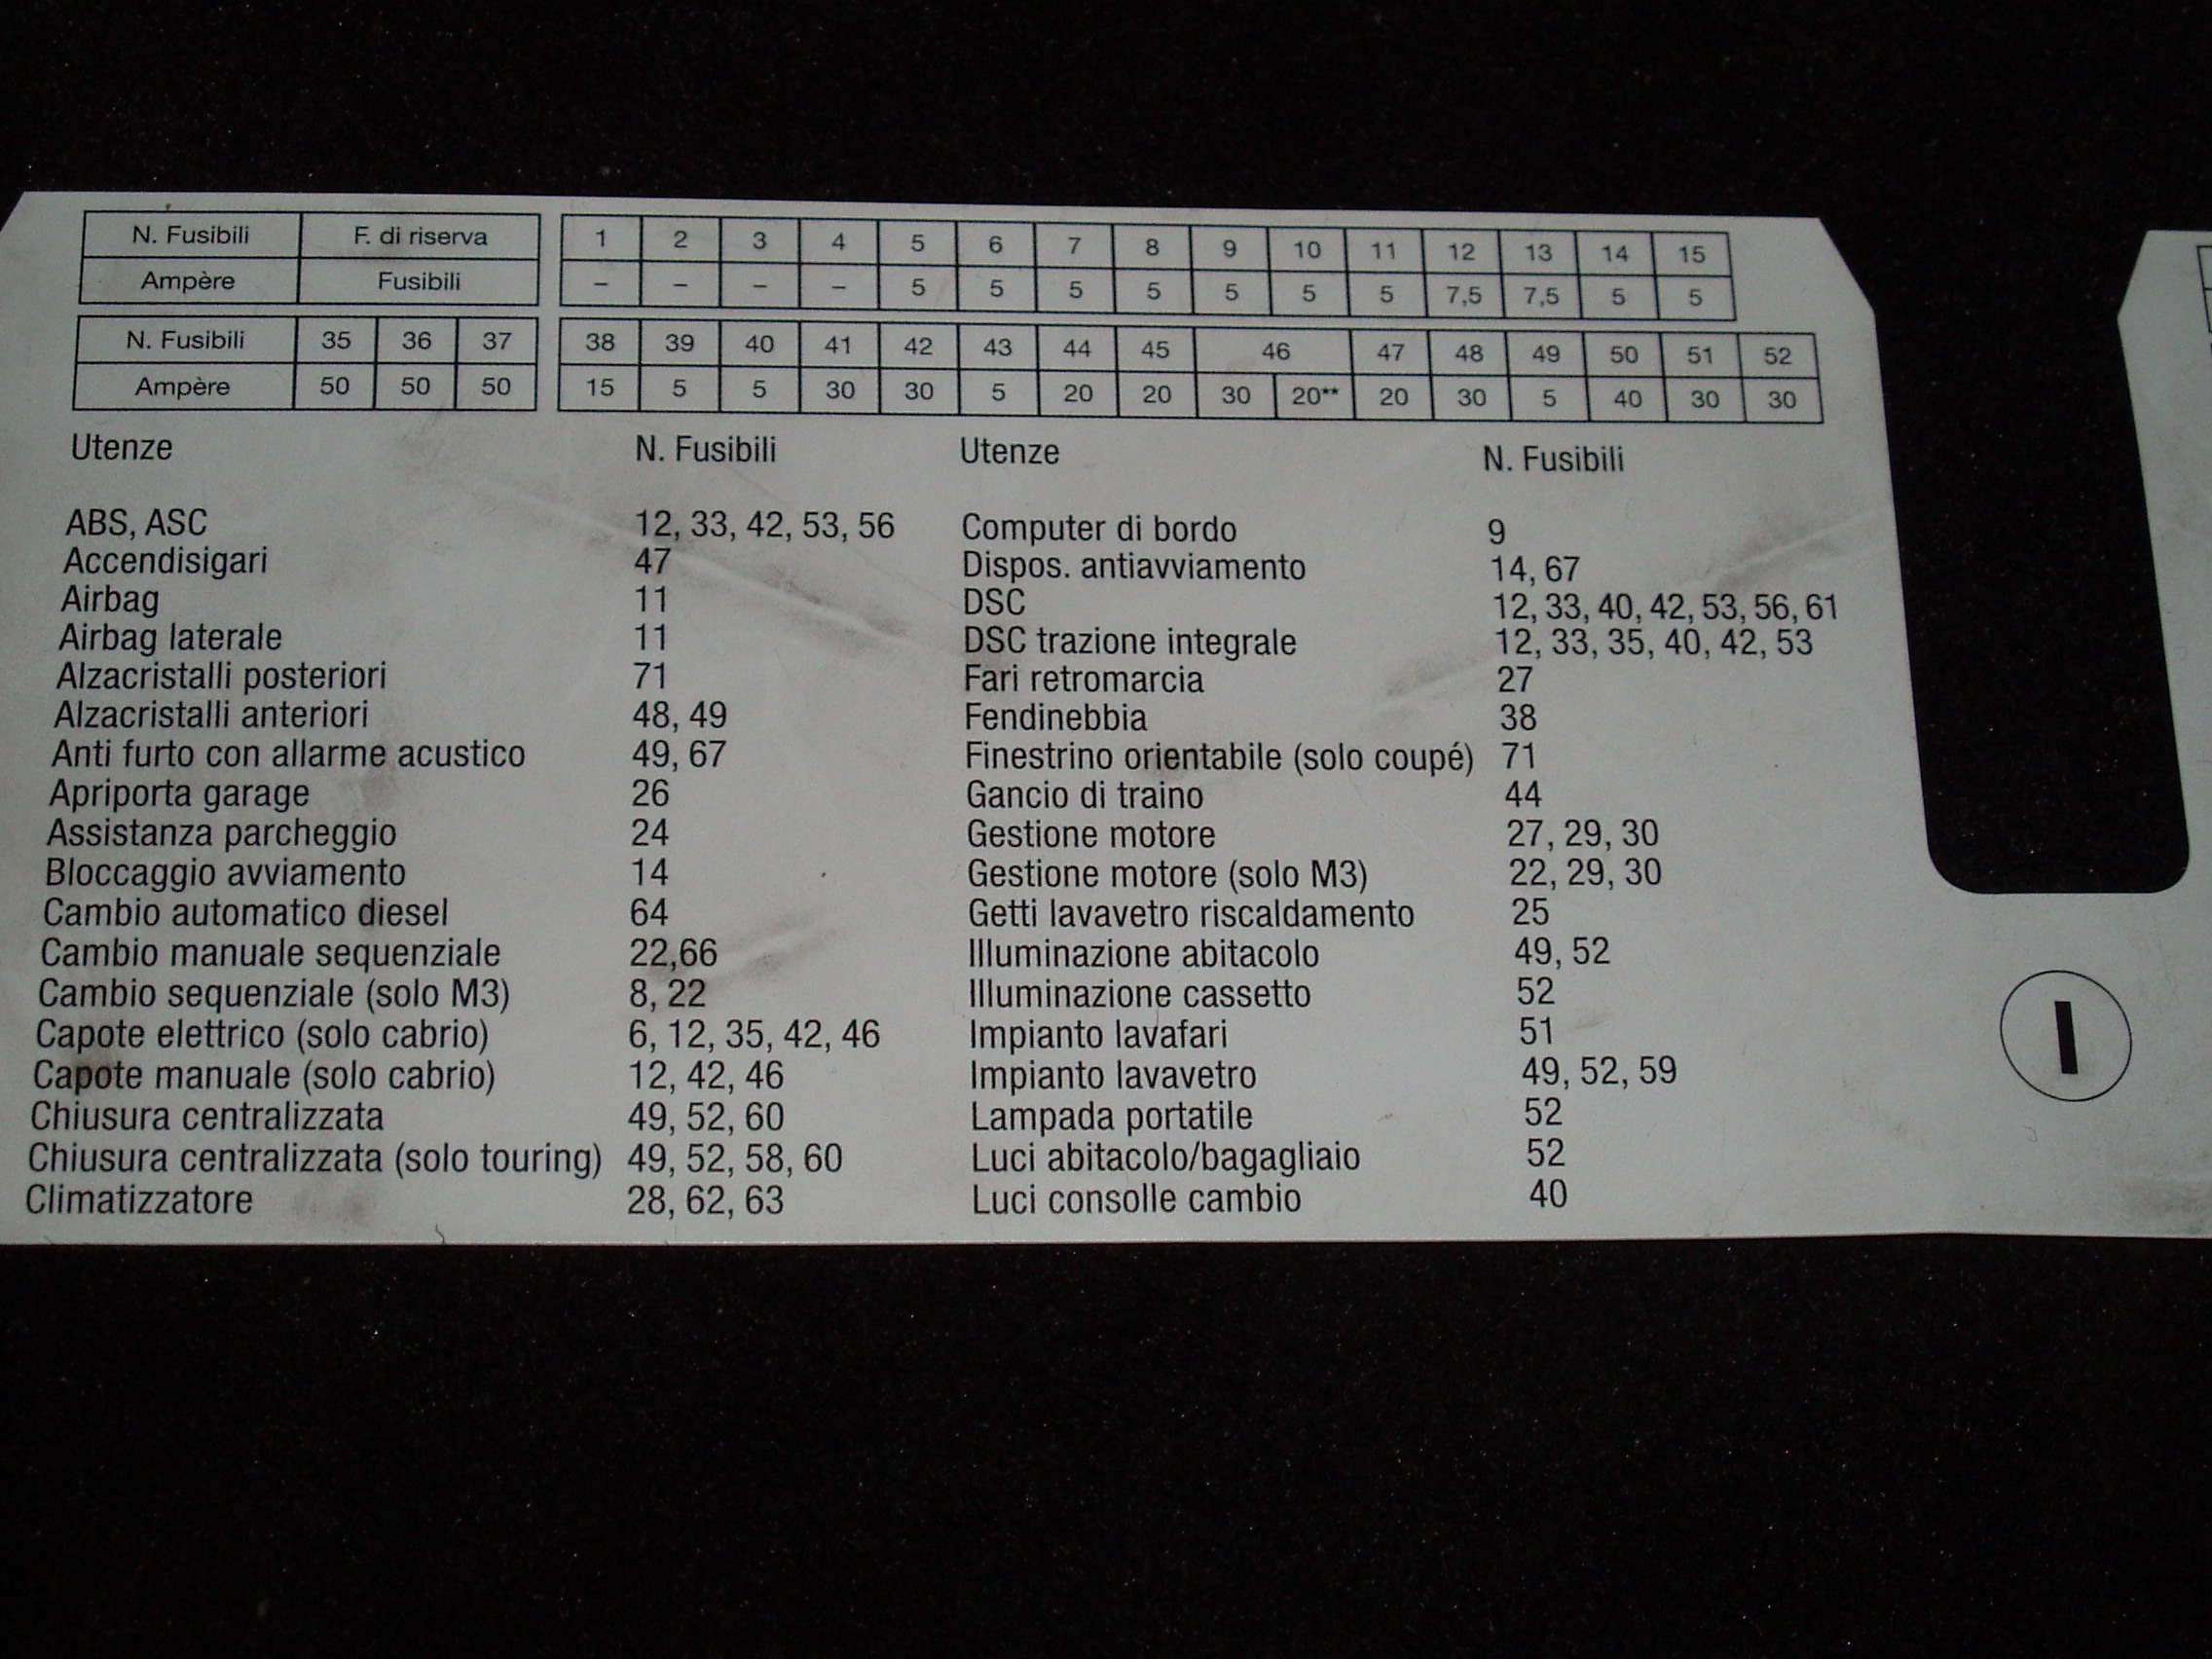 N. Fusibili F. di riserva 1 2 3 4 5 6 7 8 9 10 11 12 13 14 15
Ampère Fusibili – – – – 5 5 5 5 5 5 5 7,5 7,5 5 5
N. Fusibili 35 36 37 38 39 40 41 42 43 44 45 46 47 48 49 50 51 52
Ampère 50 50 50 15 5 5 30 30 5 20 20 30 20** 20 30 5 40 30 30
Utenze N. Fusibili Utenze N. Fusibili
ABS, ASC 12, 33, 42, 53, 56 Computer di bordo 9
Accendisigari 47 Dispos. antiavviamento 14, 67
Airbag 11 DSC 12, 33, 40, 42, 53, 56, 61
Airbag laterale 11 DSC trazione integrale 12, 33, 35, 40, 42, 53
Alzacristalli posteriori 71 Fari retromarcia 27
Alzacristalli anteriori 48, 49 Fendinebbia 38
Anti furto con allarme acustico 49, 67 Finestrino orientabile (solo coupé) 71
Apriporta garage 26 Gancio di traino 44
Assistanza parcheggio 24 Gestione motore 27, 29, 30
Bloccaggio avviamento 14 Gestione motore (solo M3) 22, 29, 30
Cambio automatico diesel 64 Getti lavavetro riscaldamento 25
Cambio manuale sequenziale 22,66 Illuminazione abitacolo 49, 52
Cambio sequenziale (solo M3) 8, 22 Illuminazione cassetto 52
Capote elettrico (solo cabrio) 6, 12, 35, 42, 46 Impianto lavafari 51
Capote manuale (solo cabrio) 12, 42, 46 Impianto lavavetro 49, 52, 59
Chiusura centralizzata 49, 52, 60 Lampada portatile 52
Chiusura centralizzata (solo touring) 49, 52, 58, 60 Luci abitacolo/bagagliaio 52
Climatizzatore 28, 62, 63 Luci consolle cambio 40
I